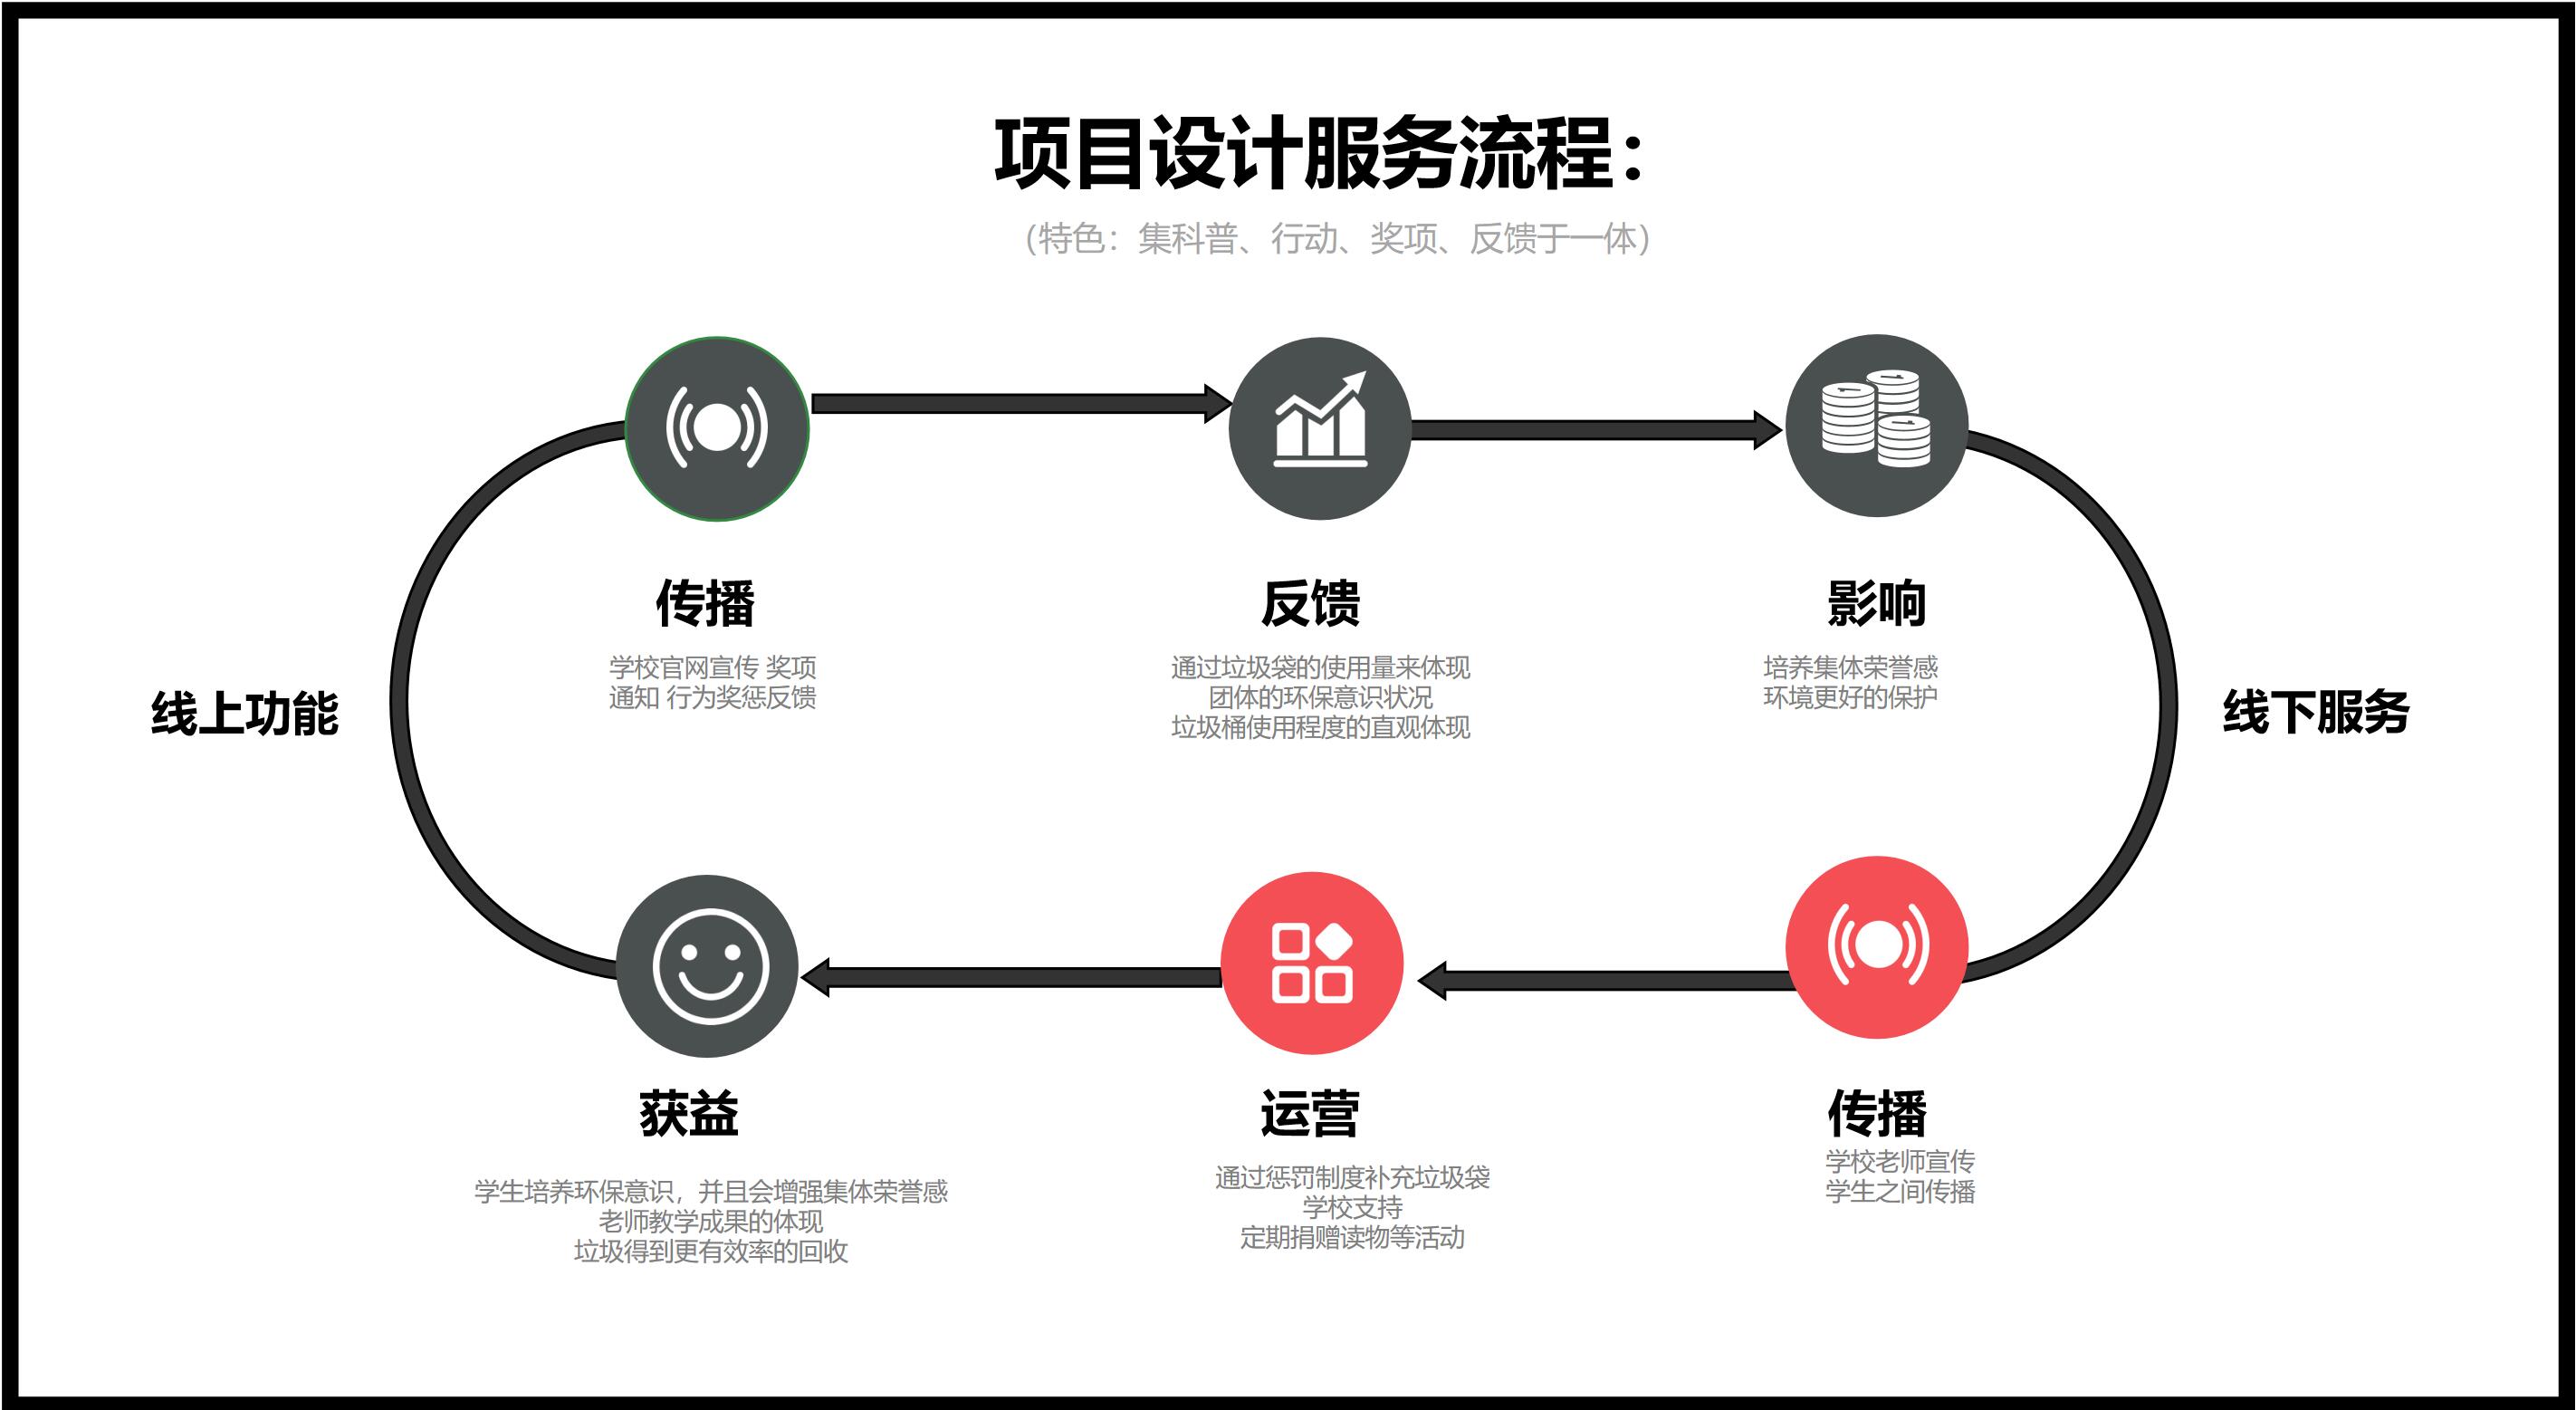 项目设计服务流程：
（特色：集科普、行动、奖项、反馈于一体）
传播
学校官网宣传 奖项
通知 行为奖惩反馈
反馈
通过垃圾袋的使用量来体现
团体的环保意识状况
垃圾桶使用程度的直观体现
影响
培养集体荣誉感
环境更好的保护
线上功能
线下服务
获益
学生培养环保意识，并且会增强集体荣誉感
老师教学成果的体现
垃圾得到更有效率的回收
运营
通过惩罚制度补充垃圾袋
学校支持
定期捐赠读物等活动
传播
学校老师宣传
学生之间传播